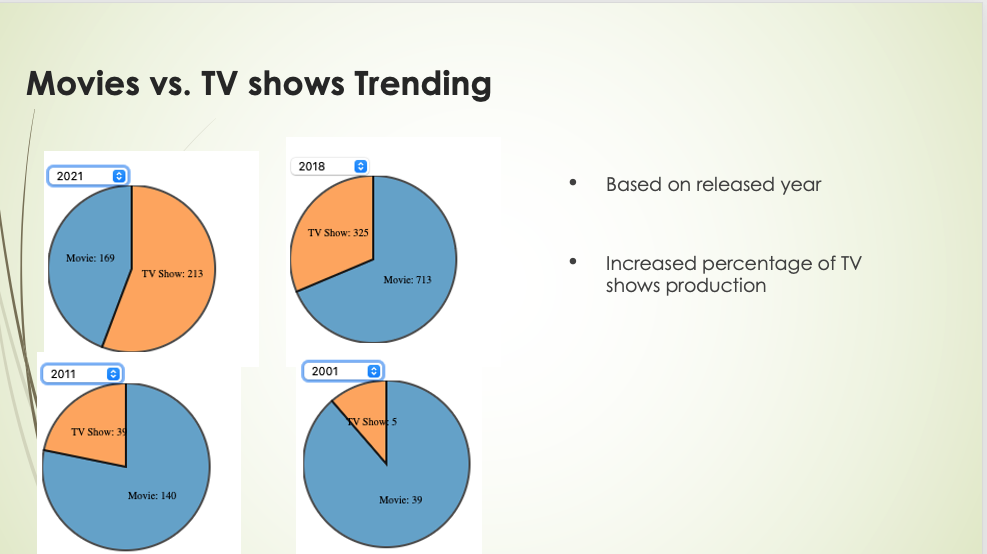 Movies vs. TV shows Trending
2021
Movie: 169
TV Show: 213
2018
TV Show: 325
Movie: 713
2011
TV Show: 39
Movie: 140
2001
TV Show: 5
Movie: 39
• Based on released year
• Increased percentage of TV
shows production